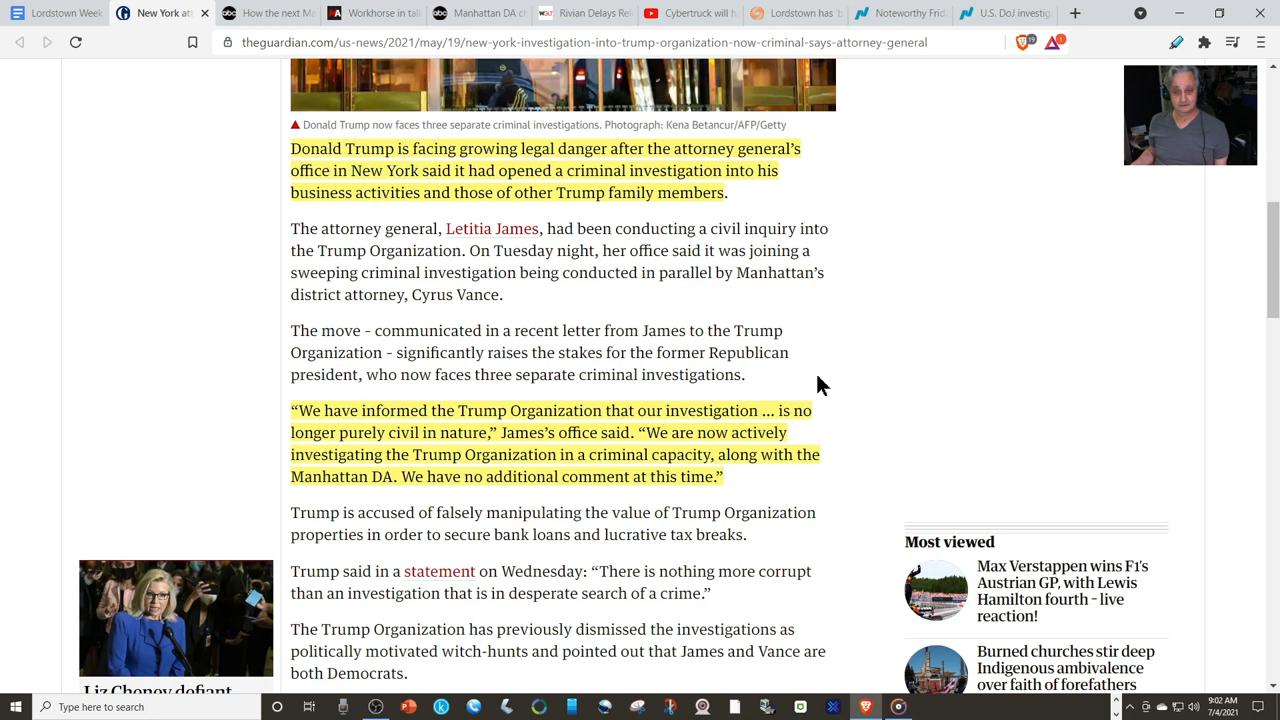 Lordstown Week
New York att
How the next Ma
Workhorse in talk
Manhattan DA ch
Rivian Delays Rel
Cybertruck will h
Lordstown has 'b
Noteworthy Frid
U.S. DoJ investig
theguardian.com/us-news/2021/may/19/new-york-investigation-into-trump-organization-now-criminal-says-attorney-general
Donald Trump now faces three separate criminal investigations. Photograph: Kena Betancur/AFP/Getty
Donald Trump is facing growing legal danger after the attorney general’s
office in New York said it had opened a criminal investigation into his
business activities and those of other Trump family members.
The attorney general, Letitia James, had been conducting a civil inquiry into
the Trump Organization. On Tuesday night, her office said it was joining a
sweeping criminal investigation being conducted in parallel by Manhattan’s
district attorney, Cyrus Vance.
The move – communicated in a recent letter from James to the Trump
Organization – significantly raises the stakes for the former Republican
president, who now faces three separate criminal investigations.
“We have informed the Trump Organization that our investigation … is no
longer purely civil in nature,” James’s office said. “We are now actively
investigating the Trump Organization in a criminal capacity, along with the
Manhattan DA. We have no additional comment at this time.”
Trump is accused of falsely manipulating the value of Trump Organization
properties in order to secure bank loans and lucrative tax breaks.
Trump said in a statement on Wednesday: “There is nothing more corrupt
than an investigation that is in desperate search of a crime.”
The Trump Organization has previously dismissed the investigations as
politically motivated witch-hunts and pointed out that James and Vance are
both Democrats.
Liz Cheney defiant
Most viewed
Max Verstappen wins F1’s
Austrian GP, with Lewis
Hamilton fourth – live
reaction!
Burned churches stir deep
Indigenous ambivalence
over faith of forefathers
Type here to search
9:02 AM
7/4/2021